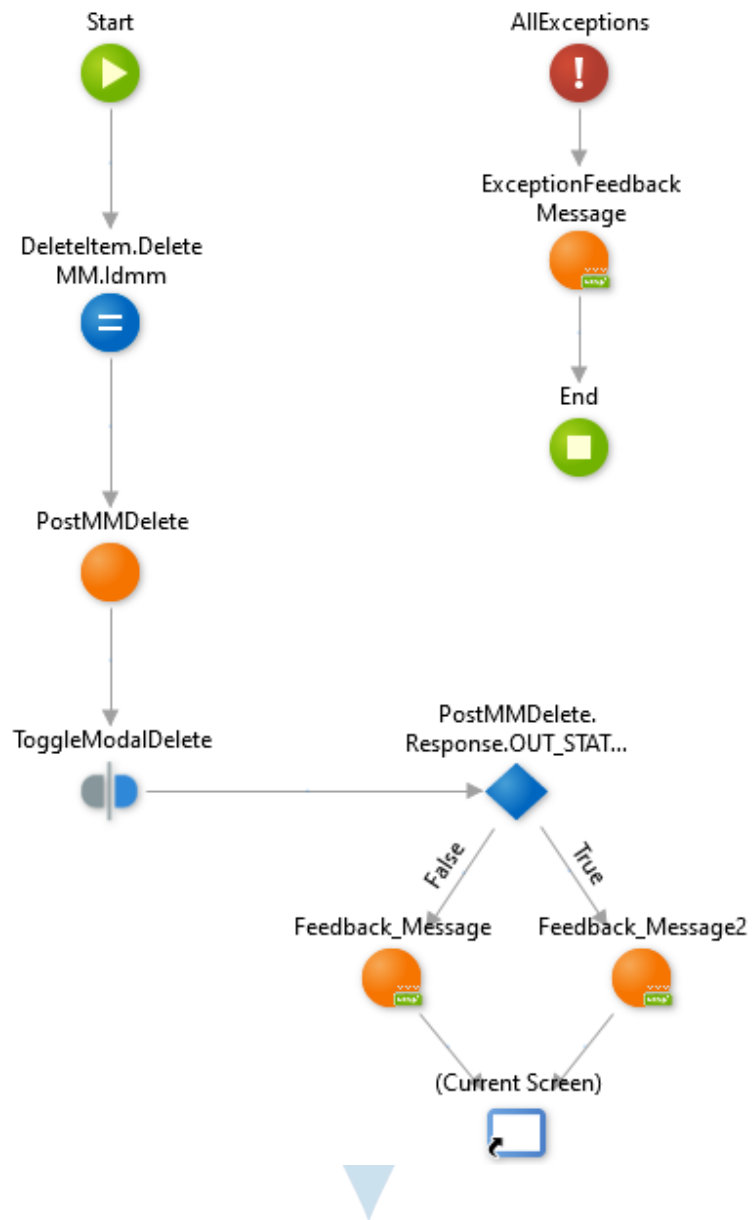 Start
AllExceptions
ExceptionFeedback
Message
DeleteItem.Delete
MM.Idmm
End
PostMMDelete
ToggleModalDelete
PostMMDelete.
Response.OUT_STAT...
False
True
Feedback_Message
Feedback_Message2
(Current Screen)